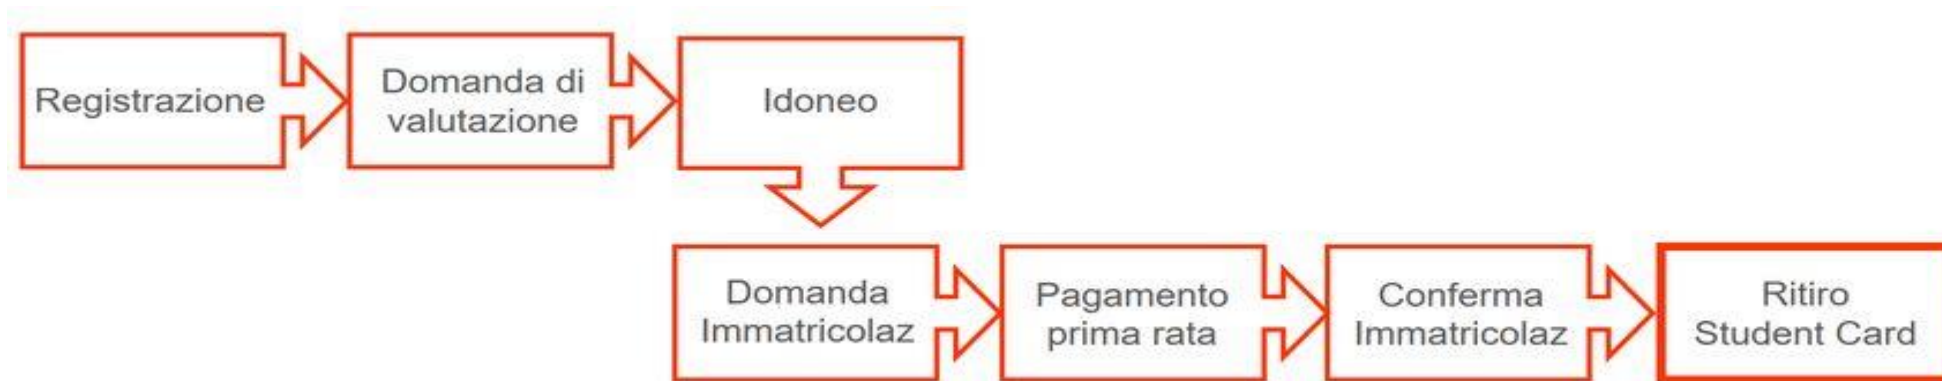 Registrazione
Domanda di
valutazione
Idoneo
Domanda
Immatricolaz
Pagamento
prima rata
Conferma
Immatricolaz
Ritiro
Student Card